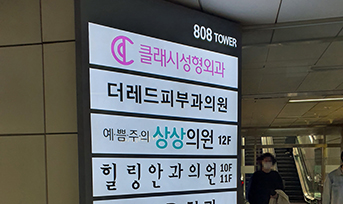 808 TOWER
클래시성형외과
더레드피부과의원
예쁨주의 상상의원 12F
힐링안과의원 10F
11F